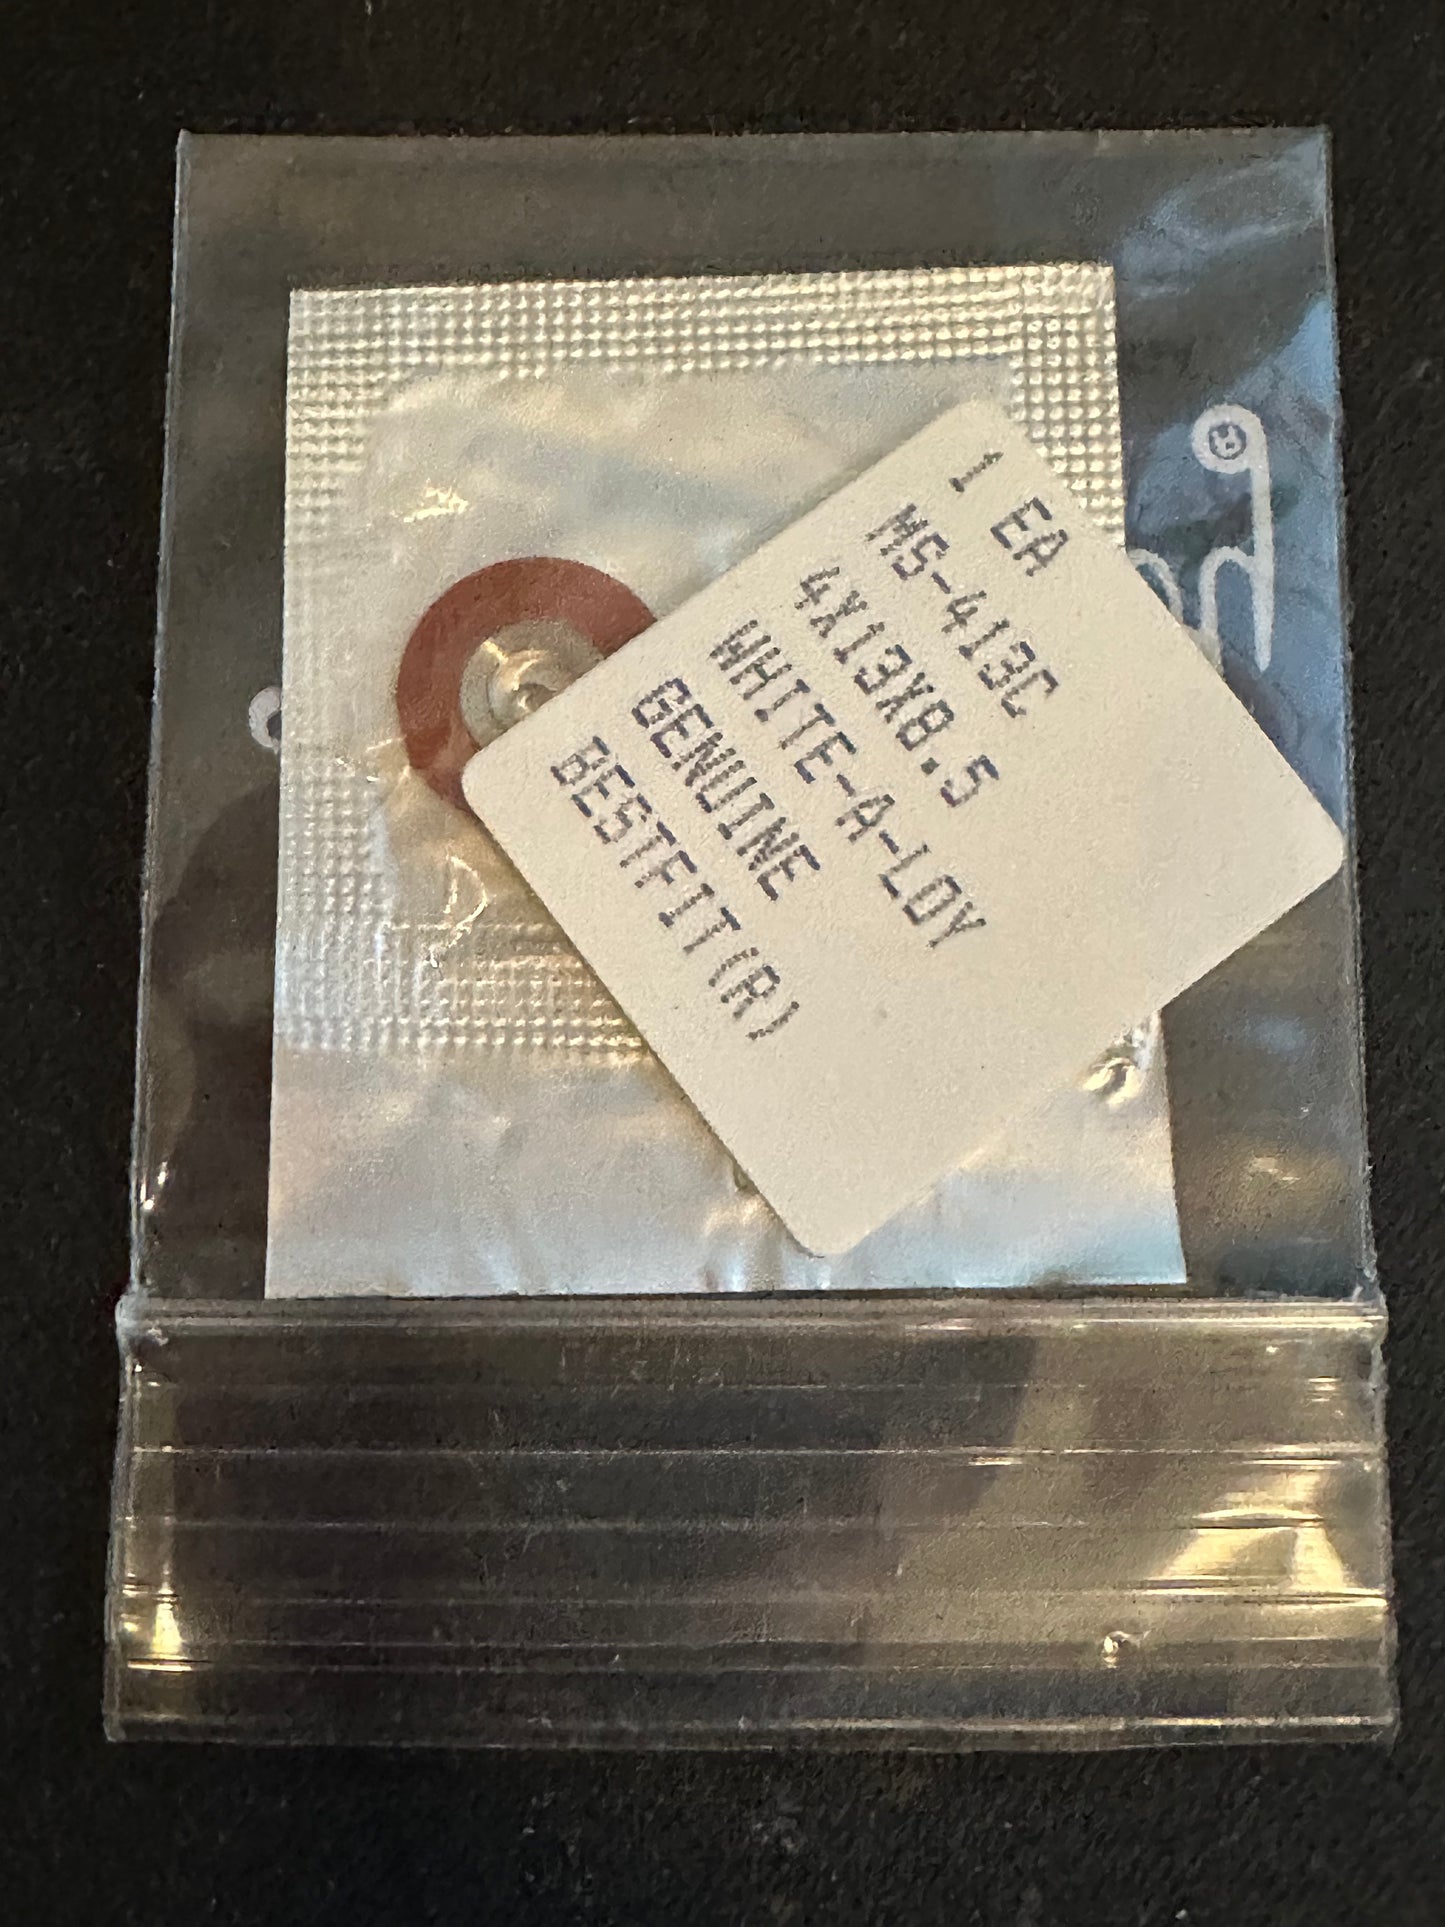 1 EA
MS-413C
4X13X8.5
WHITE-A-LOY
GENUINE
BESTFIT(R)